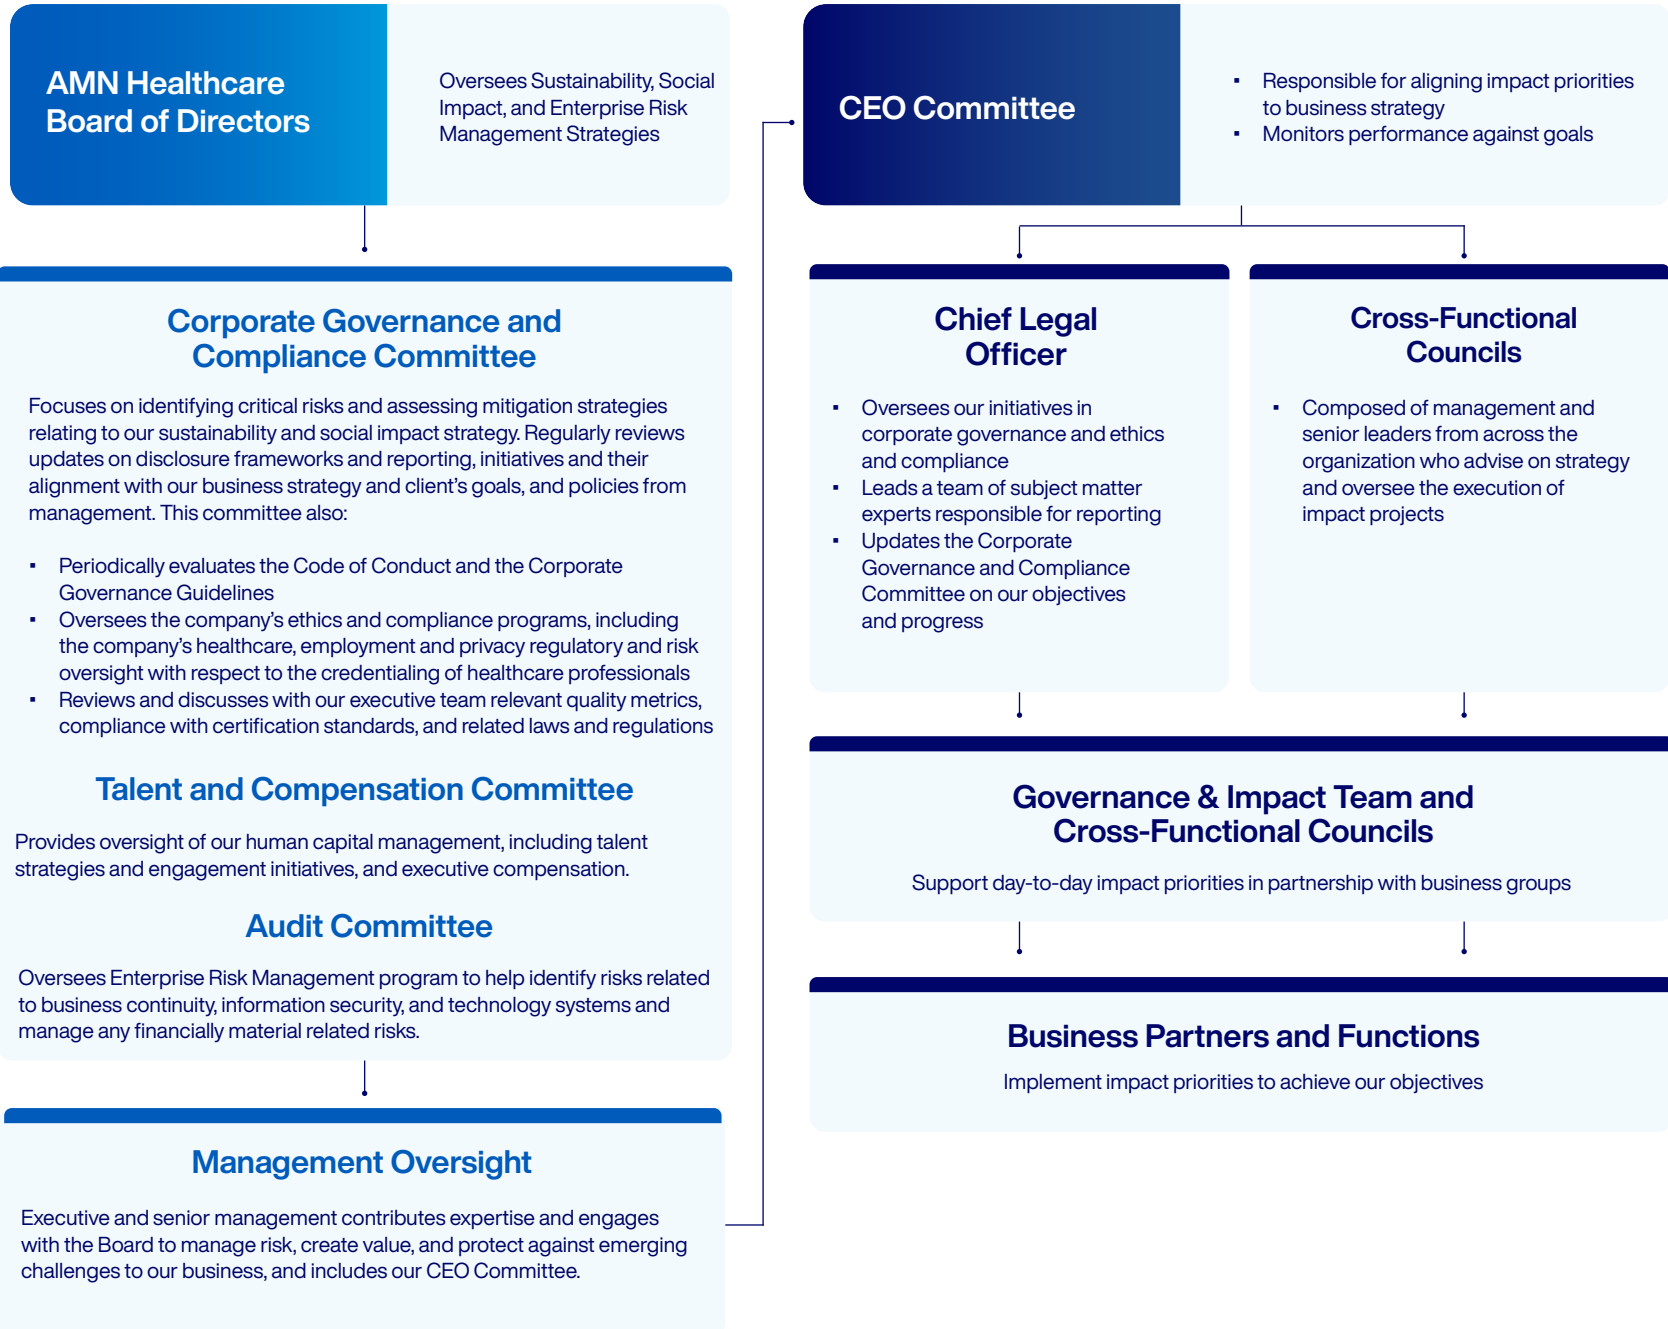 AMN Healthcare
Board of Directors
Oversees Sustainability, Social
Impact, and Enterprise Risk
Management Strategies
Corporate Governance and
Compliance Committee
Focuses on identifying critical risks and assessing mitigation strategies
relating to our sustainability and social impact strategy. Regularly reviews
updates on disclosure frameworks and reporting, initiatives and their
alignment with our business strategy and client’s goals, and policies from
management. This committee also:
▪ Periodically evaluates the Code of Conduct and the Corporate
Governance Guidelines
▪ Oversees the company’s ethics and compliance programs, including
the company’s healthcare, employment and privacy regulatory and risk
oversight with respect to the credentialing of healthcare professionals
▪ Reviews and discusses with our executive team relevant quality metrics,
compliance with certification standards, and related laws and regulations
Talent and Compensation Committee
Provides oversight of our human capital management, including talent
strategies and engagement initiatives, and executive compensation.
Audit Committee
Oversees Enterprise Risk Management program to help identify risks related
to business continuity, information security, and technology systems and
manage any financially material related risks.
Management Oversight
Executive and senior management contributes expertise and engages
with the Board to manage risk, create value, and protect against emerging
challenges to our business, and includes our CEO Committee.
CEO Committee
▪ Responsible for aligning impact priorities
to business strategy
▪ Monitors performance against goals
Chief Legal
Officer
▪ Oversees our initiatives in
corporate governance and ethics
and compliance
▪ Leads a team of subject matter
experts responsible for reporting
▪ Updates the Corporate
Governance and Compliance
Committee on our objectives
and progress
Cross-Functional
Councils
▪ Composed of management and
senior leaders from across the
organization who advise on strategy
and oversee the execution of
impact projects
Governance & Impact Team and
Cross-Functional Councils
Support day-to-day impact priorities in partnership with business groups
Business Partners and Functions
Implement impact priorities to achieve our objectives